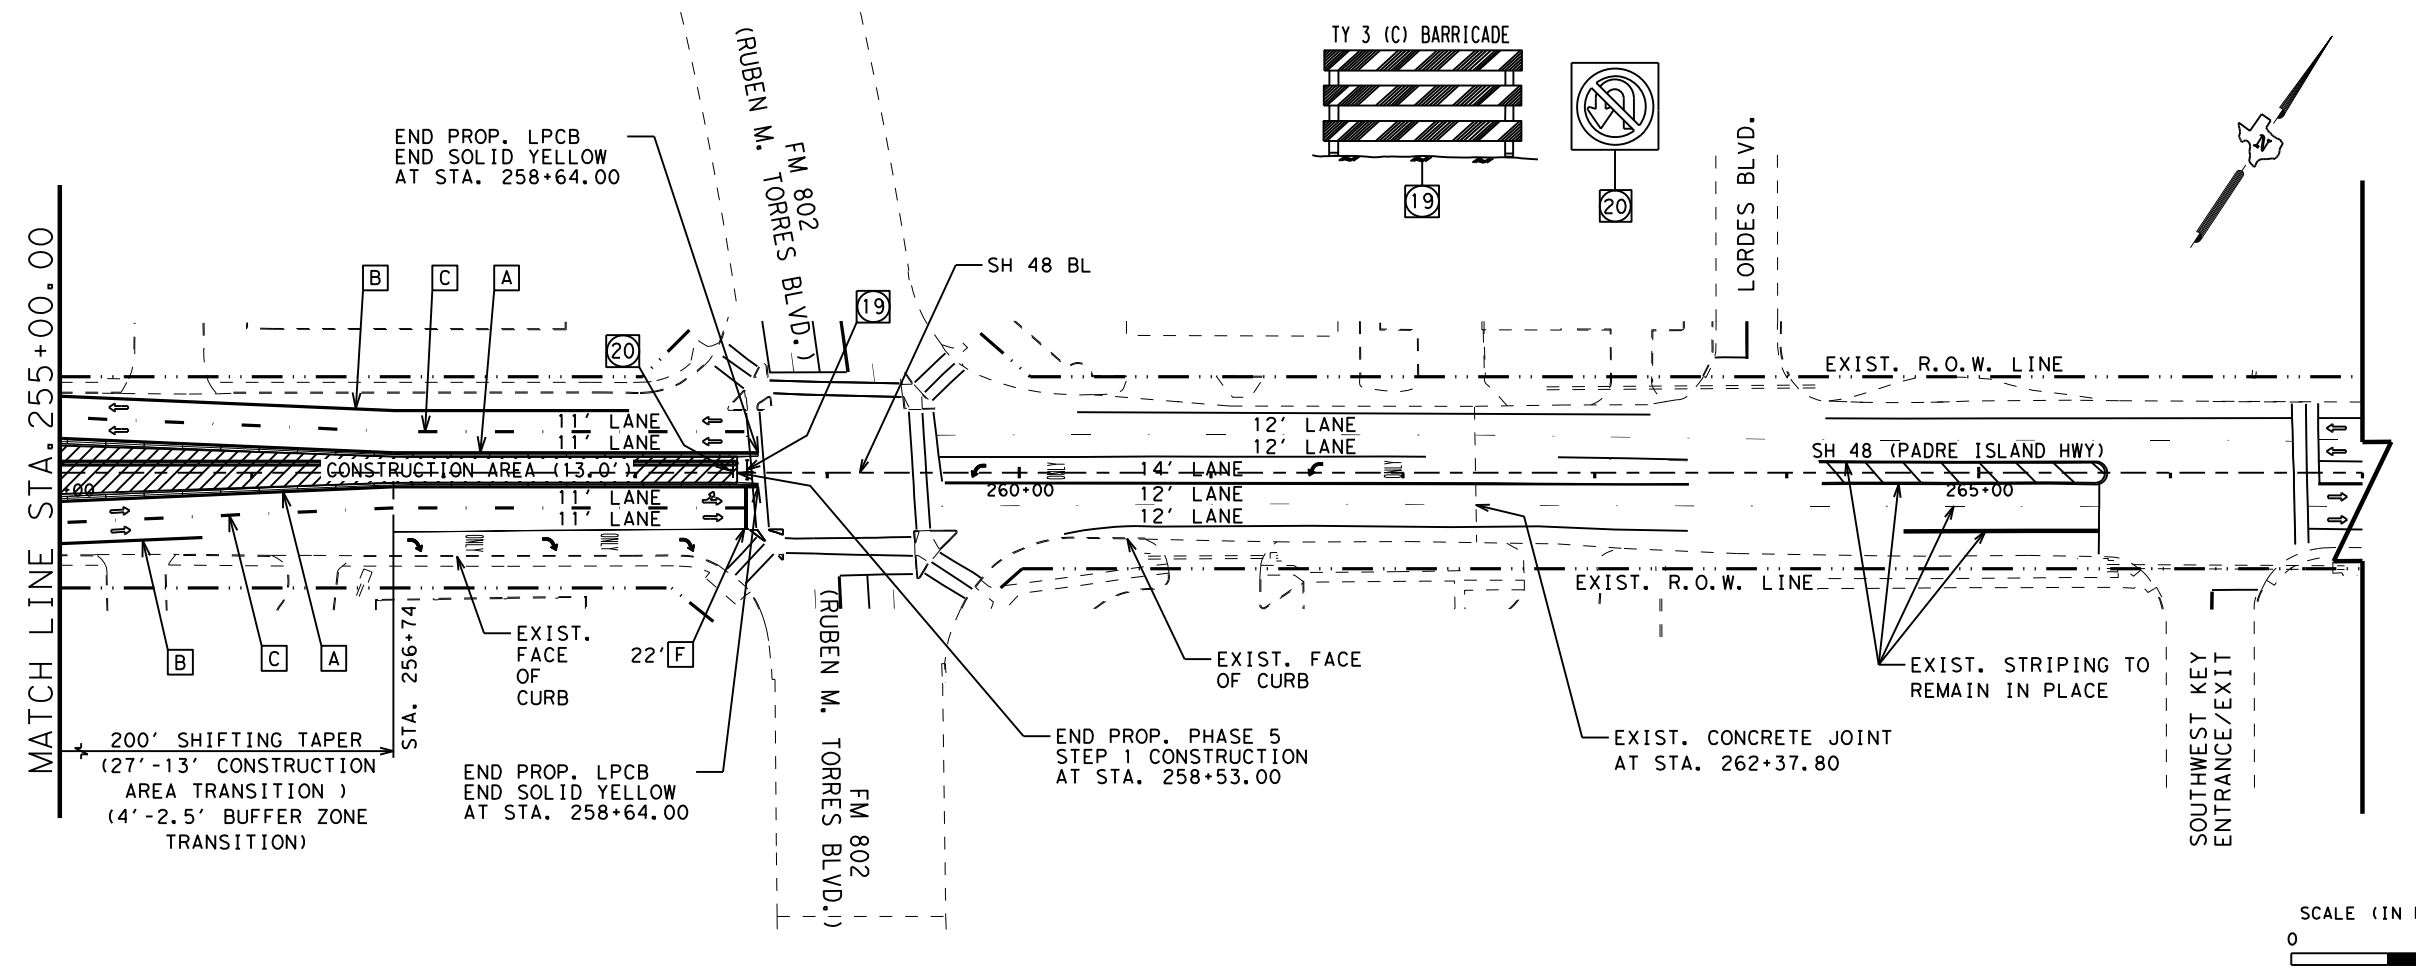 TY 3 (C) BARRICADE
19
20
N
(RUBEN M. TORRES BLVD.)
FM 802
END PROP. LPCB
END SOLID YELLOW
AT STA. 258+64.00
LORDES BLVD.
MATCH LINE STA. 255+00.00
B
C
A
SH 48 BL
19
20
EXIST. R.O.W. LINE
11' LANE
11' LANE
12' LANE
12' LANE
SH 48 (PADRE ISLAND HWY)
CONSTRUCTION AREA (13.0')
14' LANE
ONLY
ONLY
+00
260+00
265+00
11' LANE
11' LANE
12' LANE
12' LANE
ONLY
ONLY
EXIST. R.O.W. LINE
B
C
A
STA. 256+74
EXIST.
FACE
OF
CURB
22' F
(RUBEN M. TORRES BLVD.)
FM 802
EXIST. FACE
OF CURB
EXIST. STRIPING TO
REMAIN IN PLACE
SOUTHWEST KEY
ENTRANCE/EXIT
200' SHIFTING TAPER
(27'-13' CONSTRUCTION
AREA TRANSITION )
(4'-2.5' BUFFER ZONE
TRANSITION)
END PROP. LPCB
END SOLID YELLOW
AT STA. 258+64.00
END PROP. PHASE 5
STEP 1 CONSTRUCTION
AT STA. 258+53.00
EXIST. CONCRETE JOINT
AT STA. 262+37.80
SCALE (IN
0